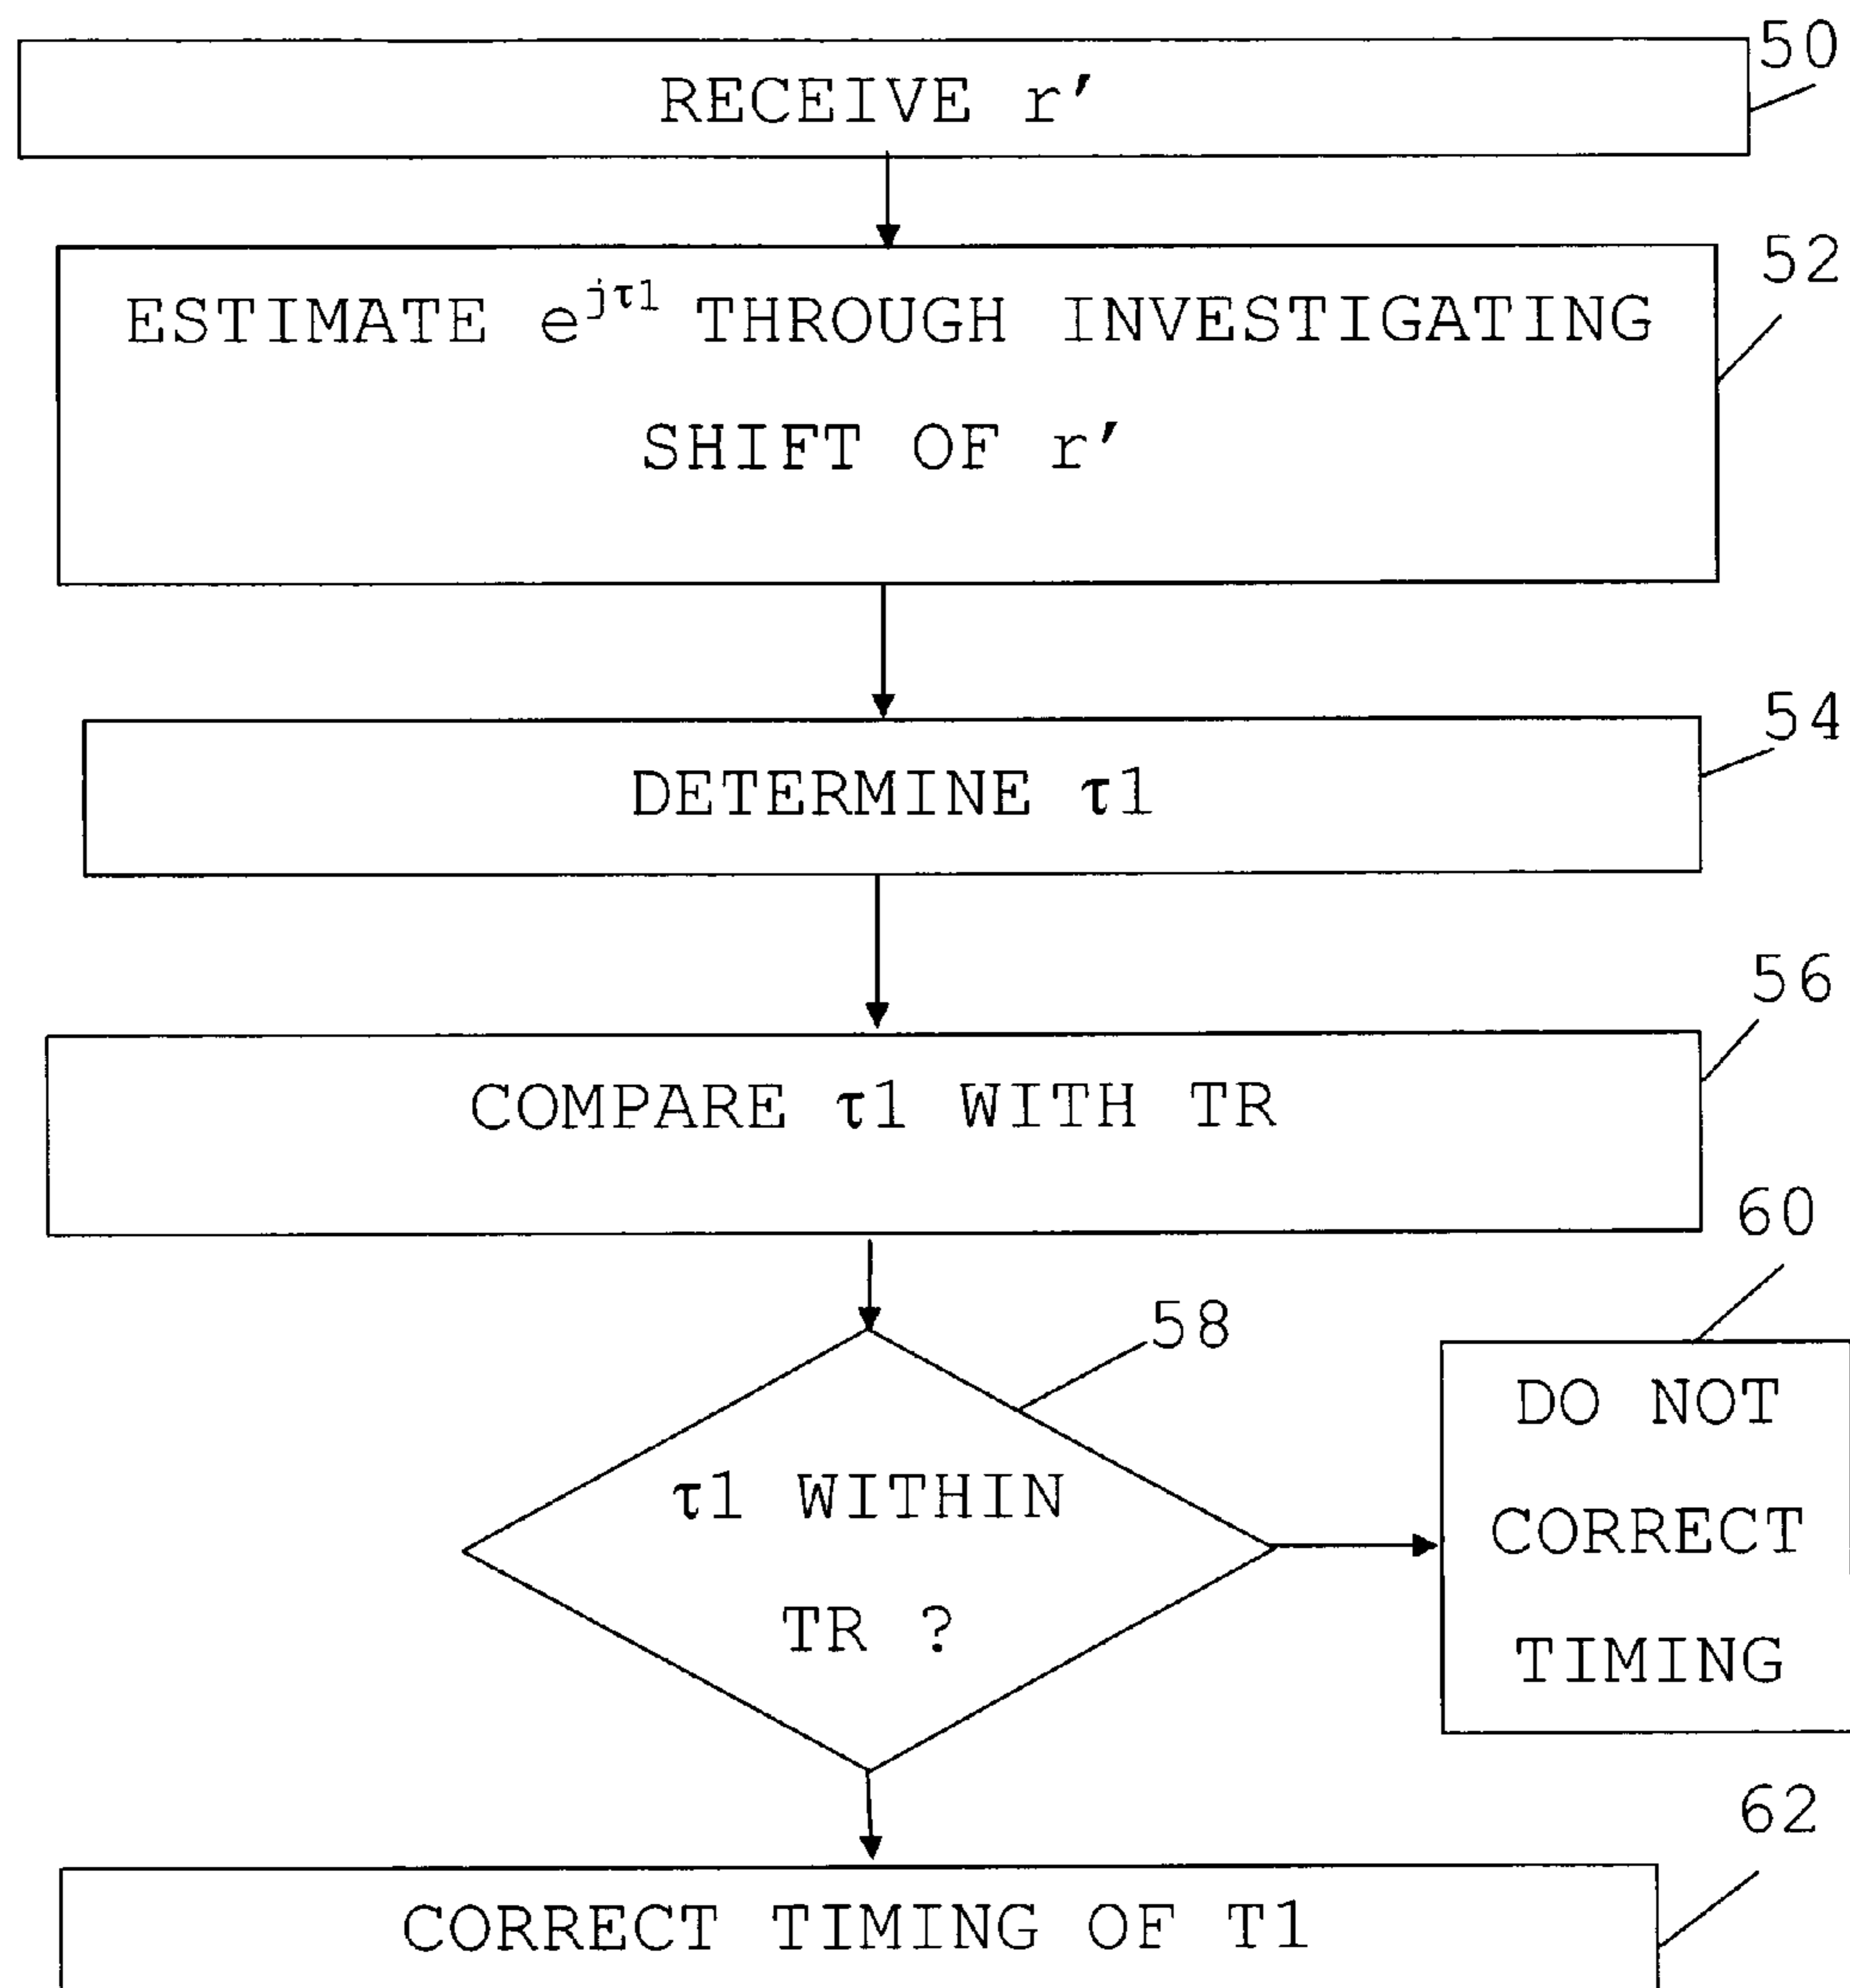 50
RECEIVE r'
52
ESTIMATE e^jτ1 THROUGH INVESTIGATING
SHIFT OF r'
54
DETERMINE τ1
56
COMPARE τ1 WITH TR
60
58
DO NOT
CORRECT
TIMING
τ1 WITHIN
TR ?
62
CORRECT TIMING OF T1